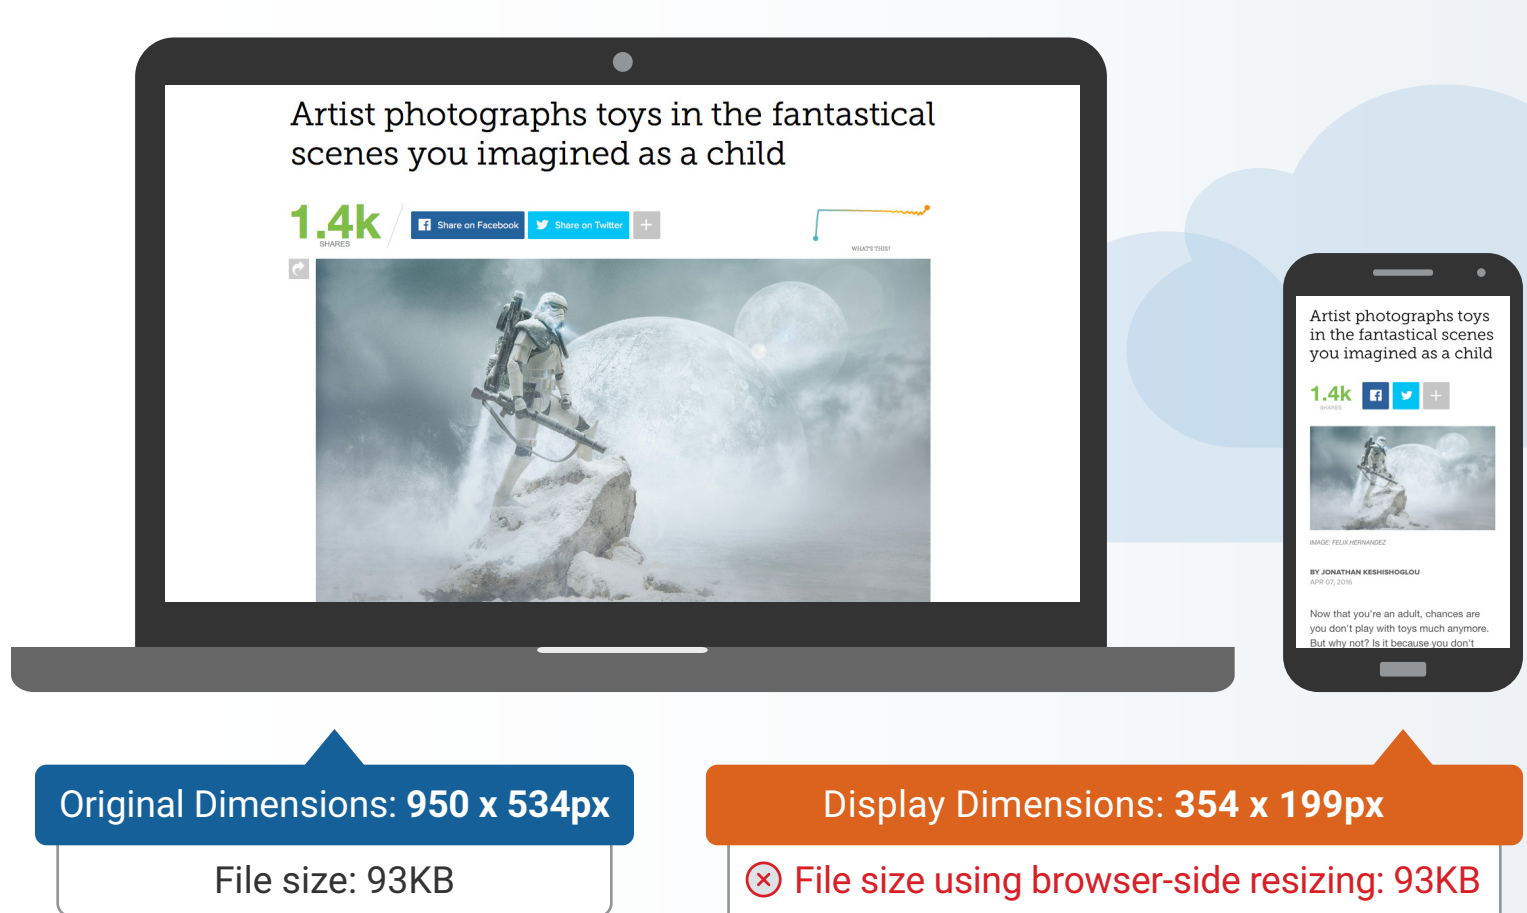 Artist photographs toys in the fantastical
scenes you imagined as a child
1.4k
SHARES
Share on Facebook
Share on Twitter
WHAT'S THIS?
Artist photographs toys
in the fantastical scenes
you imagined as a child
1.4k
SHARES
IMAGE: FELIX HERNANDEZ
BY JONATHAN KESHISHOGLOU
APR 07, 2016
Now that you're an adult, chances are
you don't play with toys much anymore.
But why not? Is it because you don't
Original Dimensions: 950 x 534px
File size: 93KB
Display Dimensions: 354 x 199px
File size using browser-side resizing: 93KB